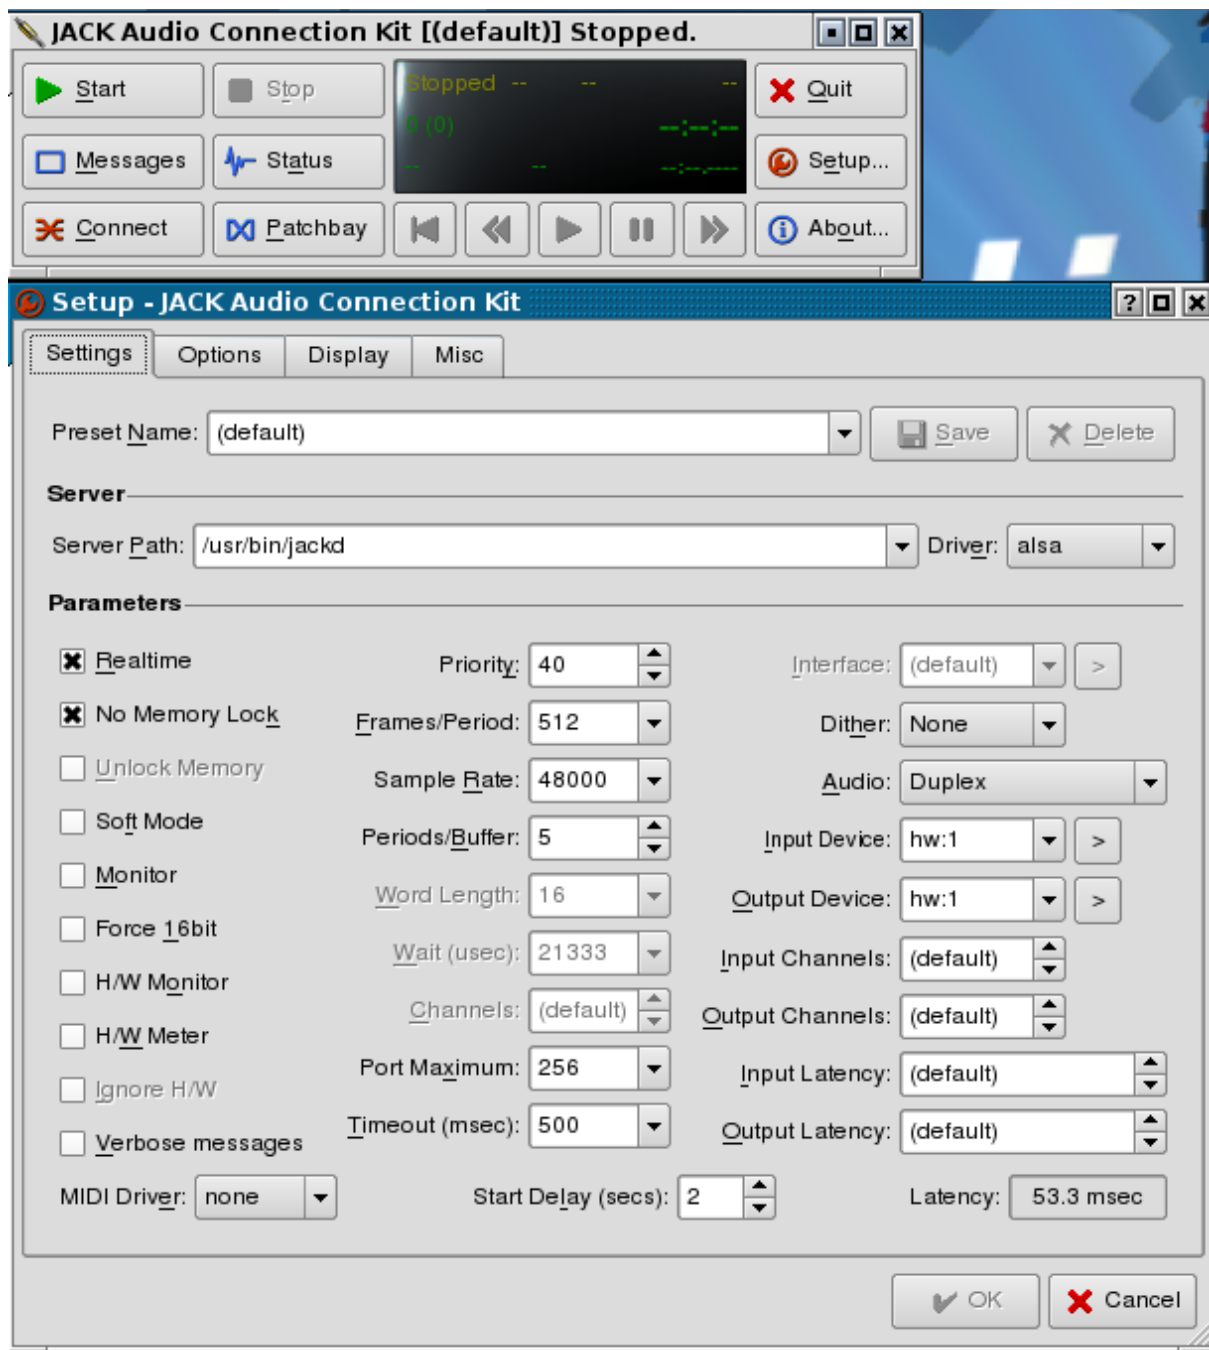 JACK Audio Connection Kit [(default)] Stopped.
Start Stop Stopped -- -- -- Quit
0 (0) --:--:--
Messages Status -- -- --:--.---- Setup...
Connect Patchbay About...
Setup - JACK Audio Connection Kit ?
Settings Options Display Misc
Preset Name: (default) Save Delete
Server
Server Path: /usr/bin/jackd Driver: alsa
Parameters
Realtime Priority: 40 Interface: (default) >
No Memory Lock Frames/Period: 512 Dither: None
Unlock Memory Sample Rate: 48000 Audio: Duplex
Soft Mode Periods/Buffer: 5 Input Device: hw:1 >
Monitor Word Length: 16 Output Device: hw:1 >
Force 16bit Wait (usec): 21333 Input Channels: (default)
H/W Monitor Channels: (default) Output Channels: (default)
H/W Meter Port Maximum: 256 Input Latency: (default)
Ignore H/W Timeout (msec): 500 Output Latency: (default)
Verbose messages
MIDI Driver: none Start Delay (secs): 2 Latency: 53.3 msec
OK Cancel